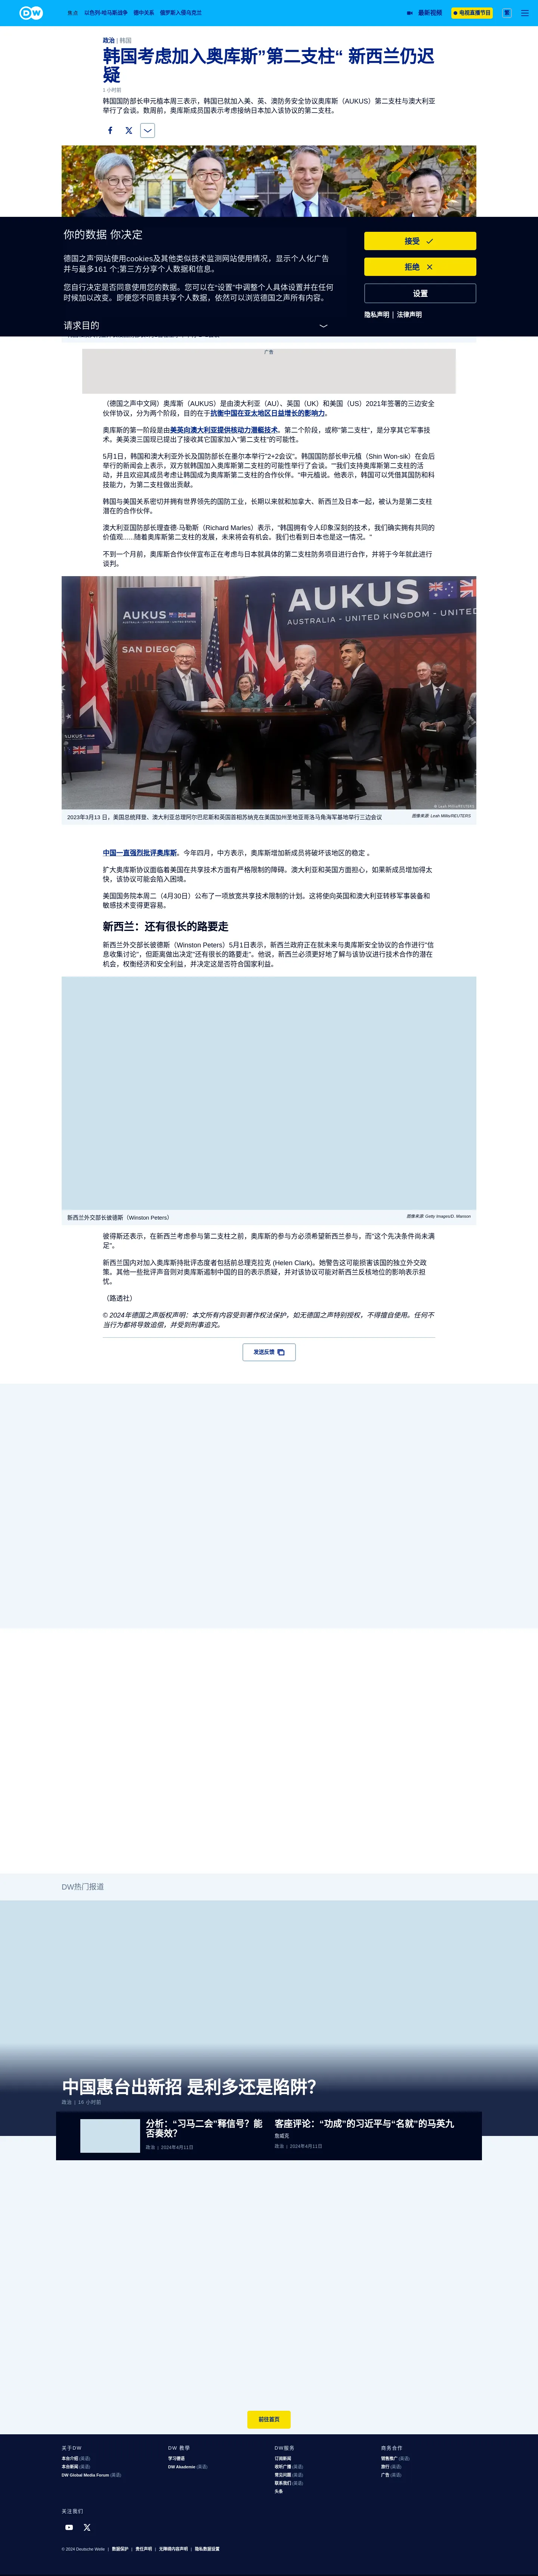 DW
焦点 以色列-哈马斯战争 德中关系 俄罗斯入侵乌克兰
最新视频
电视直播节目
繁
政治 | 韩国
韩国考虑加入奥库斯”第二支柱“ 新西兰仍迟
疑
1 小时前
韩国国防部长申元植本周三表示，韩国已就加入美、英、澳防务安全协议奥库斯（AUKUS）第二支柱与澳大利亚
举行了会谈。数周前，奥库斯成员国表示考虑接纳日本加入该协议的第二支柱。
你的数据 你决定
德国之声'网站使用cookies及其他类似技术监测网站使用情况，显示个人化广告
并与最多161 个;第三方分享个人数据和信息。
您自行决定是否同意使用您的数据。您可以在"设置"中调整个人具体设置并在任何
时候加以改变。即便您不同意共享个人数据，依然可以浏览德国之声所有内容。
请求目的
接受
拒绝
设置
隐私声明 | 法律声明
广告
（德国之声中文网）奥库斯（AUKUS）是由澳大利亚（AU）、英国（UK）和美国（US）2021年签署的三边安全
伙伴协议，分为两个阶段，目的在于抗衡中国在亚太地区日益增长的影响力。
奥库斯的第一阶段是由美英向澳大利亚提供核动力潜艇技术。第二个阶段，或称"第二支柱"，是分享其它军事技
术。美英澳三国现已提出了接收其它国家加入"第二支柱"的可能性。
5月1日，韩国和澳大利亚外长及国防部长在墨尔本举行"2+2会议"。韩国国防部长申元植（Shin Won-sik）在会后
举行的新闻会上表示，双方就韩国加入奥库斯第二支柱的可能性举行了会谈。"“我们支持奥库斯第二支柱的活
动，并且欢迎其成员考虑让韩国成为奥库斯第二支柱的合作伙伴。"申元植说。他表示，韩国可以凭借其国防和科
技能力，为第二支柱做出贡献。
韩国与美国关系密切并拥有世界领先的国防工业，长期以来就和加拿大、新西兰及日本一起，被认为是第二支柱
潜在的合作伙伴。
澳大利亚国防部长理查德·马勒斯（Richard Marles）表示，"韩国拥有令人印象深刻的技术，我们确实拥有共同的
价值观......随着奥库斯第二支柱的发展，未来将会有机会。我们也看到日本也是这一种情况。"
不到一个月前，奥库斯合作伙伴宣布正在考虑与日本就具体的第二支柱防务项目进行合作，并将于今年就此进行
谈判。
AUKUS
AUSTRALIA - UNITED KINGDOM - UNIT
AUKUS
SAN DIEGO
AUKUS
© Leah Millis/REUTERS
2023年3月13 日，美国总统拜登、澳大利亚总理阿尔巴尼斯和英国首相苏纳克在美国加州圣地亚哥洛马角海军基地举行三边会议
图像来源: Leah Millis/REUTERS
中国一直强烈批评奥库斯。今年四月，中方表示，奥库斯增加新成员将破坏该地区的稳定 。
扩大奥库斯协议面临着美国在共享技术方面有严格限制的障碍。澳大利亚和英国方面担心，如果新成员增加得太
快，该协议可能会陷入困境。
美国国务院本周二（4月30日）公布了一项放宽共享技术限制的计划。这将使向英国和澳大利亚转移军事装备和
敏感技术变得更容易。
新西兰：还有很长的路要走
新西兰外交部长彼德斯（Winston Peters）5月1日表示，新西兰政府正在就未来与奥库斯安全协议的合作进行"信
息收集讨论"，但距离做出决定"还有很长的路要走"。他说，新西兰必须更好地了解与该协议进行技术合作的潜在
机会，权衡经济和安全利益，并决定这是否符合国家利益。
新西兰外交部长彼德斯（Winston Peters）
图像来源: Getty Images/D. Manson
彼得斯还表示，在新西兰考虑参与第二支柱之前，奥库斯的参与方必须希望新西兰参与，而"这个先决条件尚未满
足"。
新西兰国内对加入奥库斯持批评态度者包括前总理克拉克 (Helen Clark)。她警告这可能损害该国的独立外交政
策。其他一些批评声音则对奥库斯遏制中国的目的表示质疑，并对该协议可能对新西兰反核地位的影响表示担
忧。
（路透社）
© 2024年德国之声版权声明：本文所有内容受到著作权法保护，如无德国之声特别授权，不得擅自使用。任何不
当行为都将导致追偿，并受到刑事追究。
发送反馈
DW热门报道
中国惠台出新招 是利多还是陷阱？
政治 | 16 小时前
分析：“习马二会”释信号？能
否奏效？
政治 | 2024年4月11日
客座评论：“功成”的习近平与“名就”的马英九
詹威克
政治 | 2024年4月11日
前往首页
关于DW
本台介绍 (英语)
本台新闻 (英语)
DW Global Media Forum (英语)
DW 教學
学习德语
DW Akademie (英语)
DW服务
订阅新闻
收听广播 (英语)
常见问题 (英语)
联系我们 (英语)
头条
商务合作
销售推广 (英语)
旅行 (英语)
广告 (英语)
关注我们
© 2024 Deutsche Welle | 数据保护 | 责任声明 | 无障碍内容声明 | 隐私数据设置